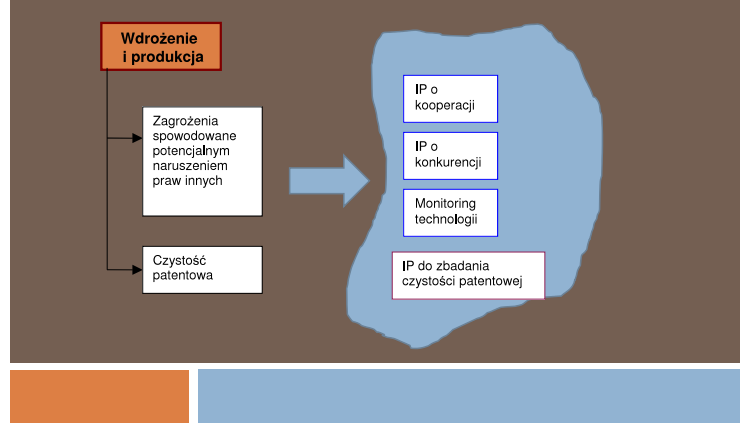 Wdrożenie
i produkcja
Zagrożenia
spowodowane
potencjalnym
naruszeniem
praw innych
Czystość
patentowa
IP o
kooperacji
IP o
konkurencji
Monitoring
technologii
IP do zbadania
czystości patentowej